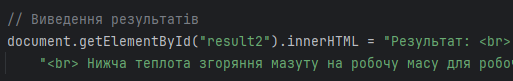 // Виведення результатів
document.getElementById("result2").innerHTML = "Результат: <br>
"<br> Нижча теплота згоряння мазуту на робочу масу для робоч